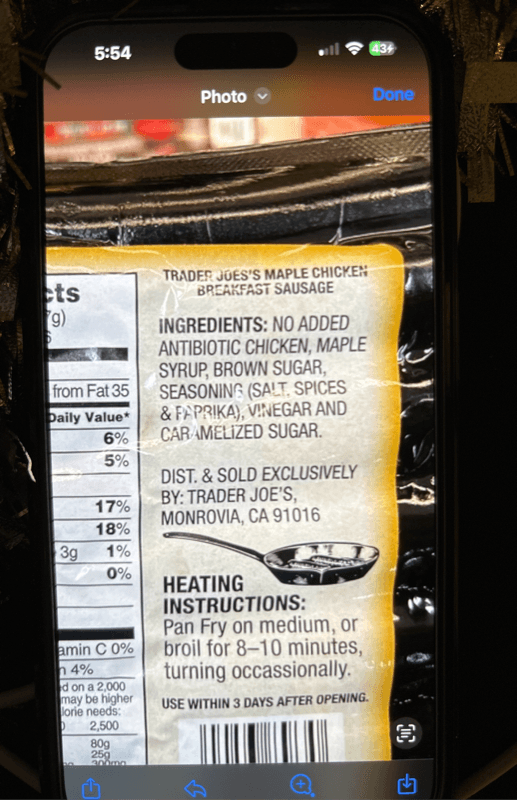 5:54
43
Photo
Done
TRADER JOES'S MAPLE CHICKEN
BREAKFAST SAUSAGE
INGREDIENTS: NO ADDED
ANTIBIOTIC CHICKEN, MAPLE
SYRUP, BROWN SUGAR,
SEASONING (SALT, SPICES
& PAPRIKA), VINEGAR AND
CARAMELIZED SUGAR.
DIST. & SOLD EXCLUSIVELY
BY: TRADER JOE'S,
MONROVIA, CA 91016
HEATING
INSTRUCTIONS:
Pan Fry on medium, or
broil for 8–10 minutes,
turning occassionally.
USE WITHIN 3 DAYS AFTER OPENING.
cts
7g)
from Fat 35
Daily Value*
6%
5%
17%
18%
3g 1%
0%
amin C 0%
4%
d on a 2,000
may be higher
lorie needs:
2,500
80g
25g
300mg